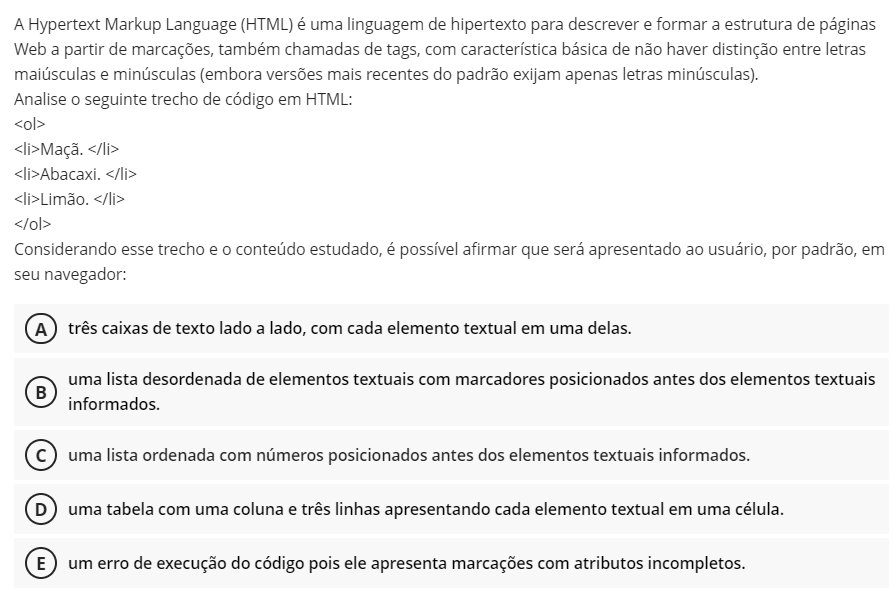 A Hypertext Markup Language (HTML) é uma linguagem de hipertexto para descrever e formar a estrutura de páginas
Web a partir de marcações, também chamadas de tags, com característica básica de não haver distinção entre letras
maiúsculas e minúsculas (embora versões mais recentes do padrão exijam apenas letras minúsculas).
Analise o seguinte trecho de código em HTML:
<ol>
<li>Maçã. </li>
<li>Abacaxi. </li>
<li>Limão. </li>
</ol>
Considerando esse trecho e o conteúdo estudado, é possível afirmar que será apresentado ao usuário, por padrão, em
seu navegador:
A três caixas de texto lado a lado, com cada elemento textual em uma delas.
B uma lista desordenada de elementos textuais com marcadores posicionados antes dos elementos textuais
informados.
C uma lista ordenada com números posicionados antes dos elementos textuais informados.
D uma tabela com uma coluna e três linhas apresentando cada elemento textual em uma célula.
E um erro de execução do código pois ele apresenta marcações com atributos incompletos.